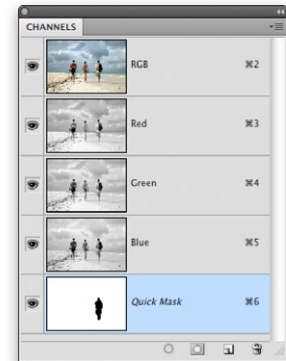 CHANNELS
RGB ⌘2
Red ⌘3
Green ⌘4
Blue ⌘5
Quick Mask ⌘6